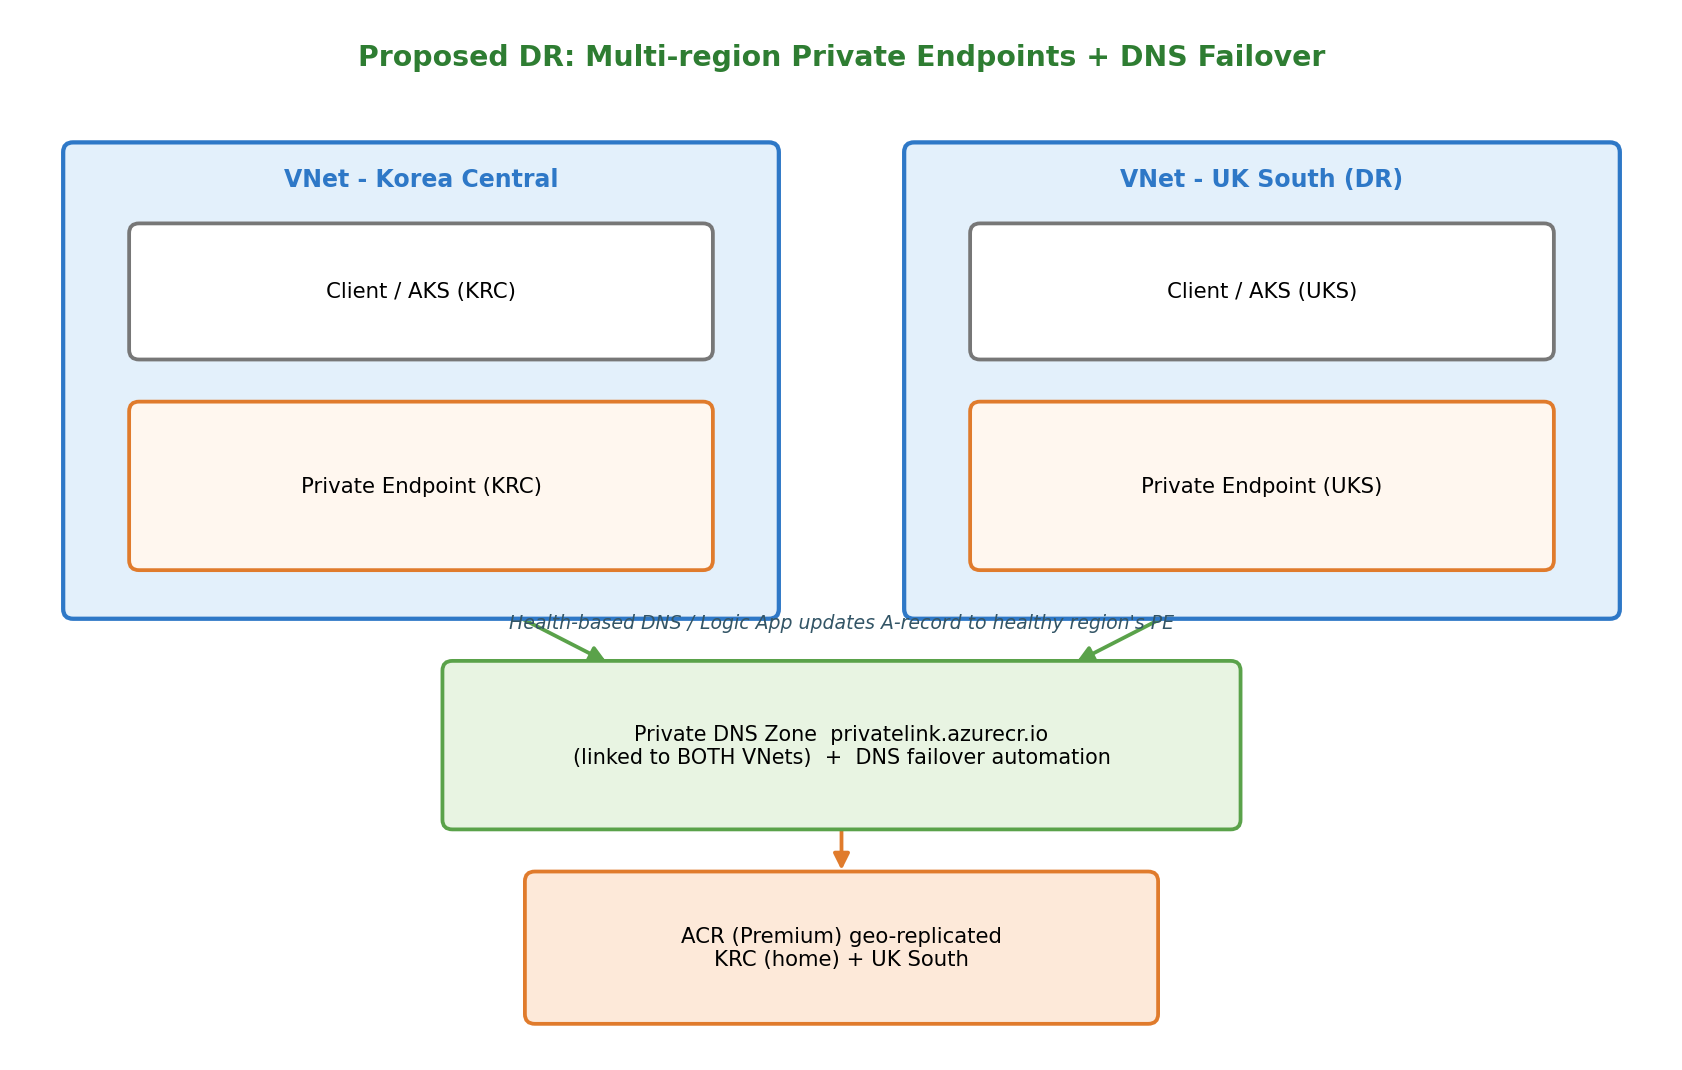 Proposed DR: Multi-region Private Endpoints + DNS Failover
VNet - Korea Central
Client / AKS (KRC)
Private Endpoint (KRC)
VNet - UK South (DR)
Client / AKS (UKS)
Private Endpoint (UKS)
Health-based DNS / Logic App updates A-record to healthy region's PE
Private DNS Zone  privatelink.azurecr.io
(linked to BOTH VNets)  +  DNS failover automation
ACR (Premium) geo-replicated
KRC (home) + UK South